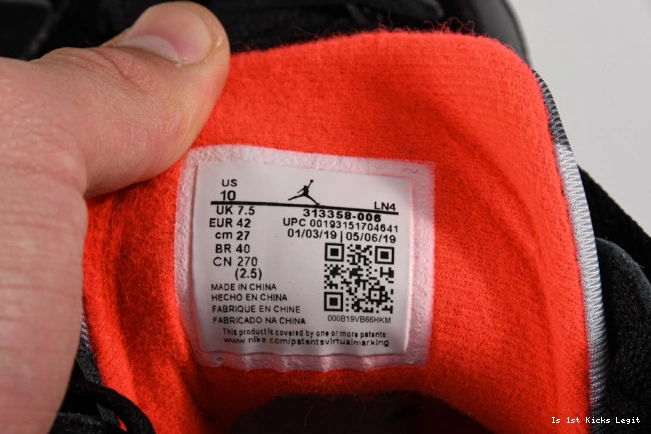 US
10
LN4
UK 7.5
313358-006
EUR 42
UPC 00193151704641
cm 27
01/03/19 | 05/06/19
BR 40
CN 270
(2.5)
MADE IN CHINA
HECHO EN CHINA
FABRIQUE EN CHINE
FABRICADO NA CHINA
000B19VB66HKM
This product is covered by one or more patents:
www.nike.com/patentsvirtualmarking
Is 1st Kicks Legit